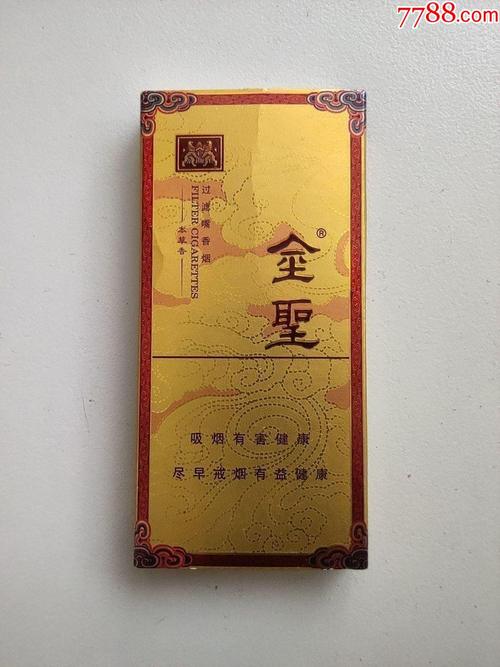 7788.com
过滤嘴香烟
FILTER CIGARETTES
本草香
金聖®
吸烟有害健康
尽早戒烟有益健康